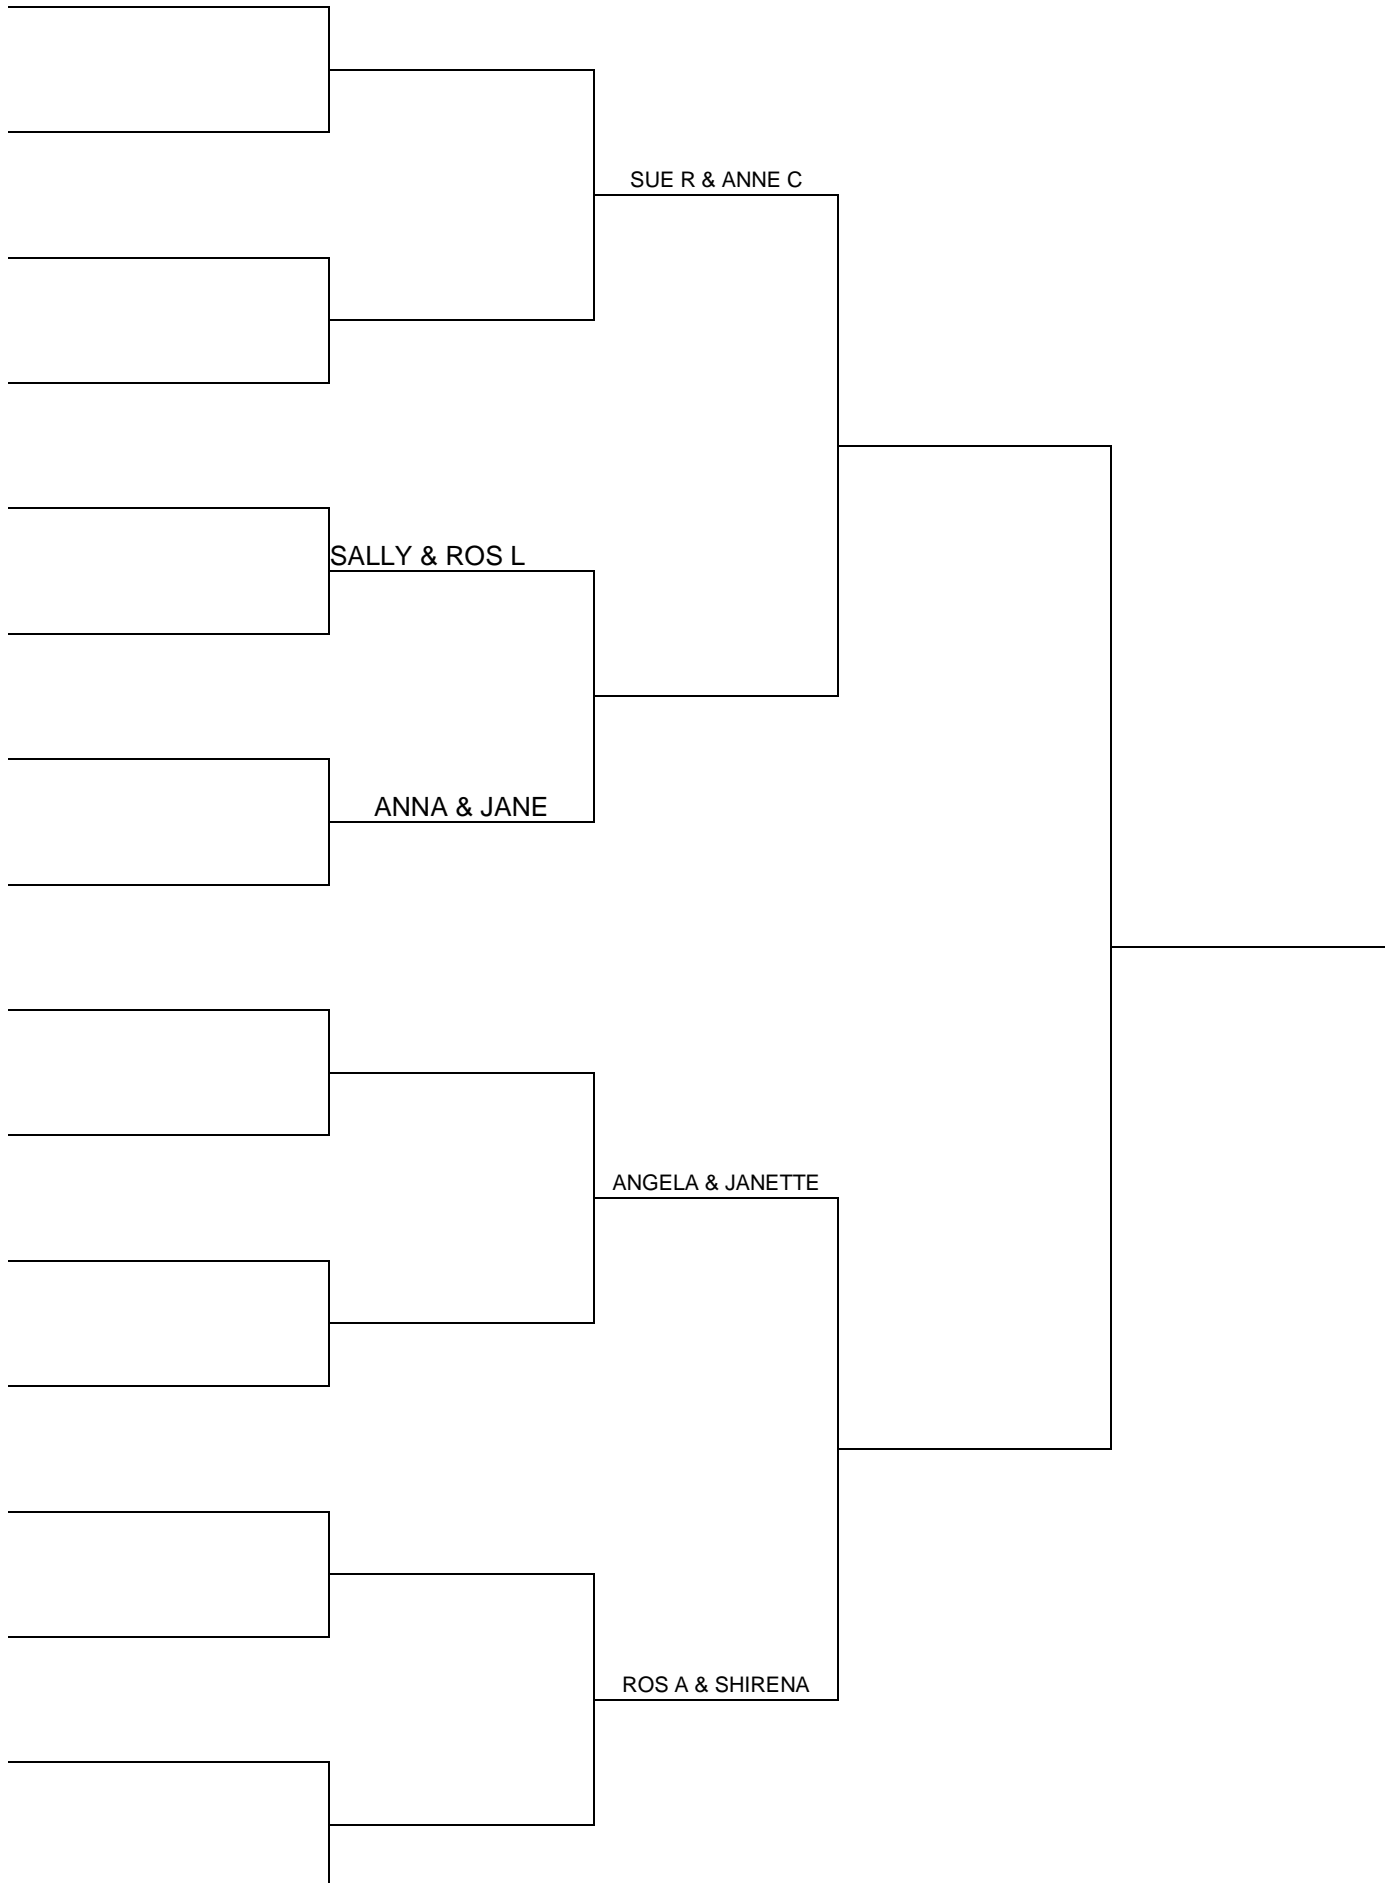 SUE R & ANNE C
SALLY & ROS L
ANNA & JANE
ANGELA & JANETTE
ROS A & SHIRENA